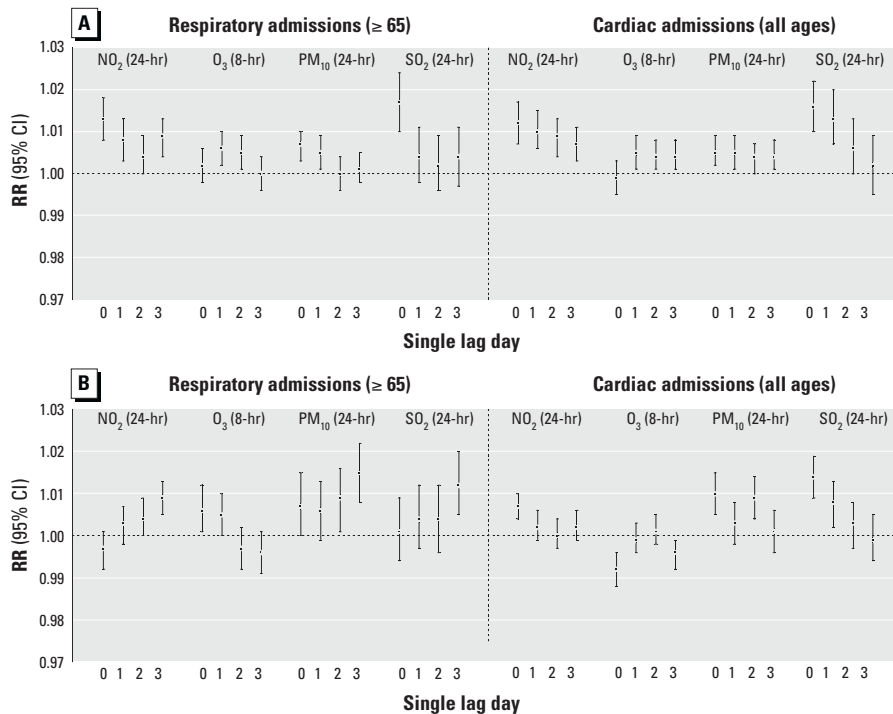 A
Respiratory admissions (≥ 65)
Cardiac admissions (all ages)
RR (95% CI)
1.03
1.02
1.01
1.00
0.99
0.98
0.97
NO₂ (24-hr) O₃ (8-hr) PM₁₀ (24-hr) SO₂ (24-hr) NO₂ (24-hr) O₃ (8-hr) PM₁₀ (24-hr) SO₂ (24-hr)
0 1 2 3 0 1 2 3 0 1 2 3 0 1 2 3 0 1 2 3 0 1 2 3 0 1 2 3 0 1 2 3
Single lag day
B
Respiratory admissions (≥ 65)
Cardiac admissions (all ages)
RR (95% CI)
1.03
1.02
1.01
1.00
0.99
0.98
0.97
NO₂ (24-hr) O₃ (8-hr) PM₁₀ (24-hr) SO₂ (24-hr) NO₂ (24-hr) O₃ (8-hr) PM₁₀ (24-hr) SO₂ (24-hr)
0 1 2 3 0 1 2 3 0 1 2 3 0 1 2 3 0 1 2 3 0 1 2 3 0 1 2 3 0 1 2 3
Single lag day